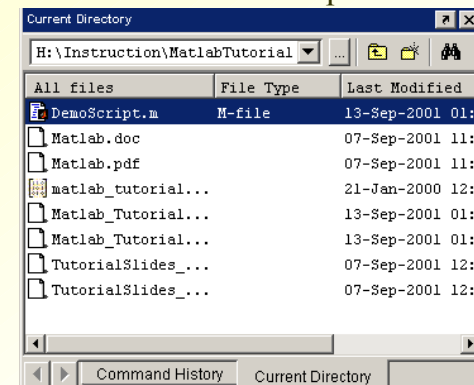 Current Directory
H:\Instruction\MatlabTutorial ...
All files File Type Last Modified
DemoScript.m M-file 13-Sep-2001 01:
Matlab.doc 07-Sep-2001 11:
Matlab.pdf 07-Sep-2001 11:
matlab_tutorial... 21-Jan-2000 12:
Matlab_Tutorial... 13-Sep-2001 01:
Matlab_Tutorial... 13-Sep-2001 01:
TutorialSlides_... 07-Sep-2001 12:
TutorialSlides_... 07-Sep-2001 12:
Command History Current Directory